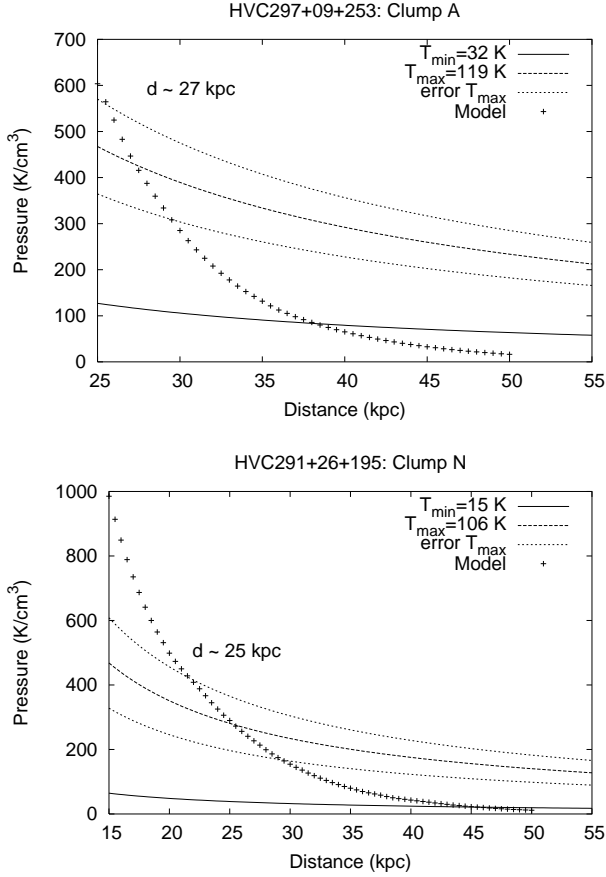 HVC297+09+253: Clump A
700
600
500
400
300
200
100
0
Pressure (K/cm³)
d ~ 27 kpc
T_min=32 K
T_max=119 K
error T_max
Model
25 30 35 40 45 50 55
Distance (kpc)
HVC291+26+195: Clump N
1000
800
600
400
200
0
Pressure (K/cm³)
d ~ 25 kpc
T_min=15 K
T_max=106 K
error T_max
Model
15 20 25 30 35 40 45 50 55
Distance (kpc)